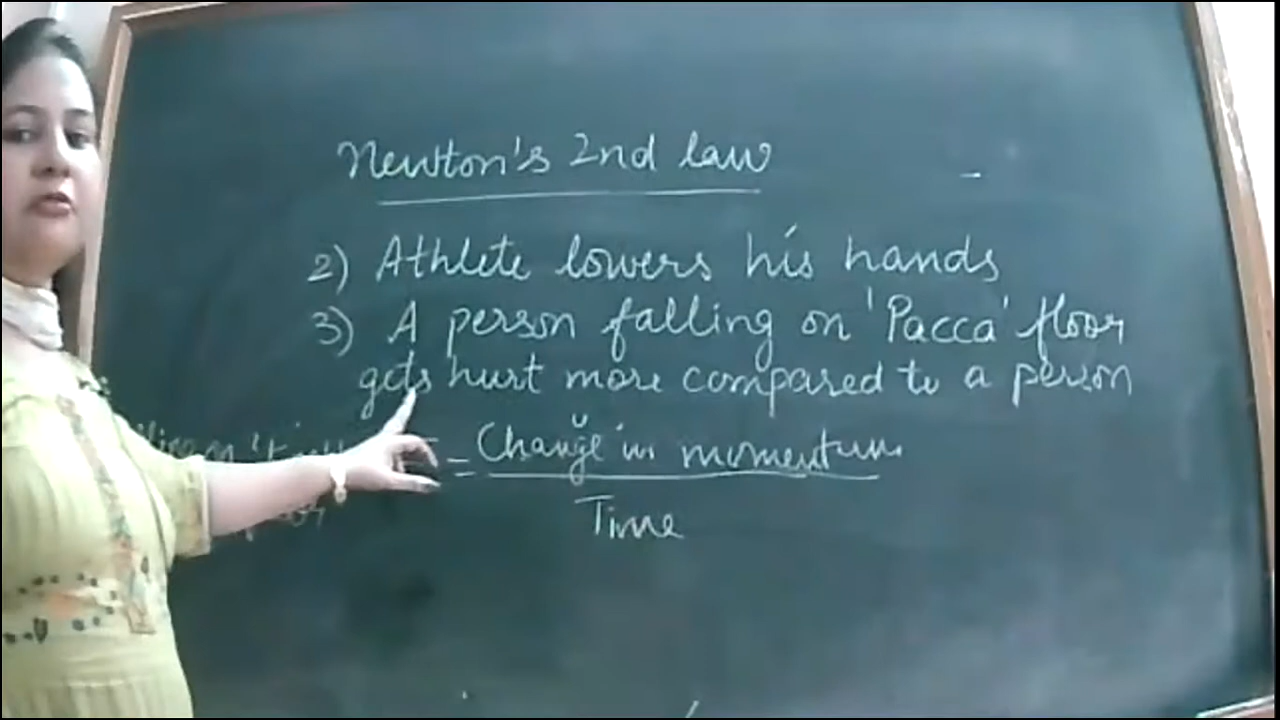 Newton's 2nd law
2) Athlete lowers his hands
3) A person falling on 'Pacca' floor
gets hurt more compared to a person
= Change in momentum
Time